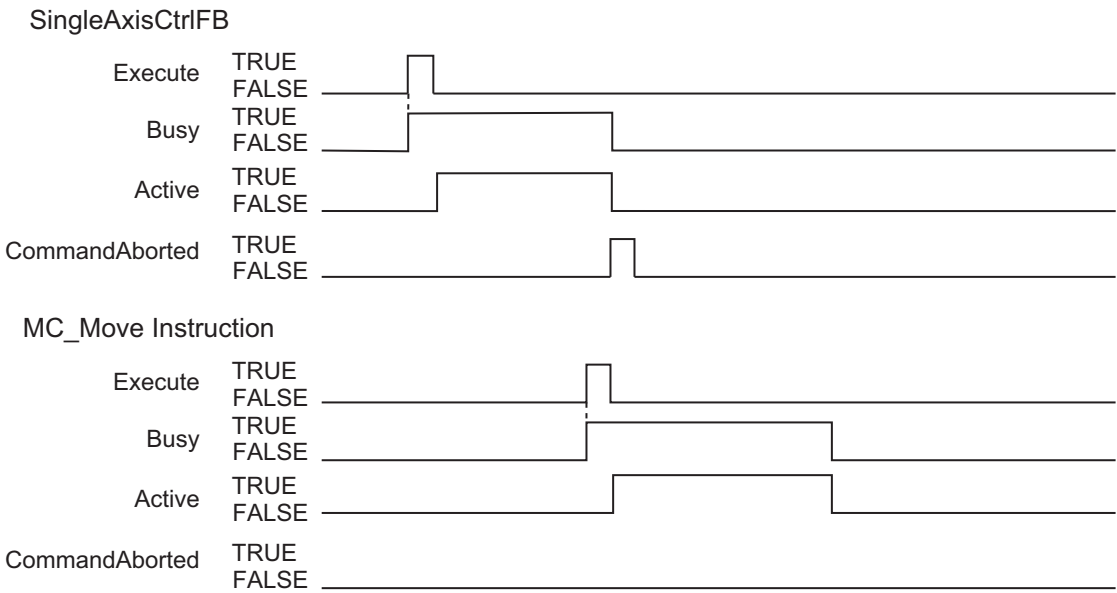 SingleAxisCtrlFB
Execute TRUE
FALSE
Busy TRUE
FALSE
Active TRUE
FALSE
CommandAborted TRUE
FALSE
MC_Move Instruction
Execute TRUE
FALSE
Busy TRUE
FALSE
Active TRUE
FALSE
CommandAborted TRUE
FALSE